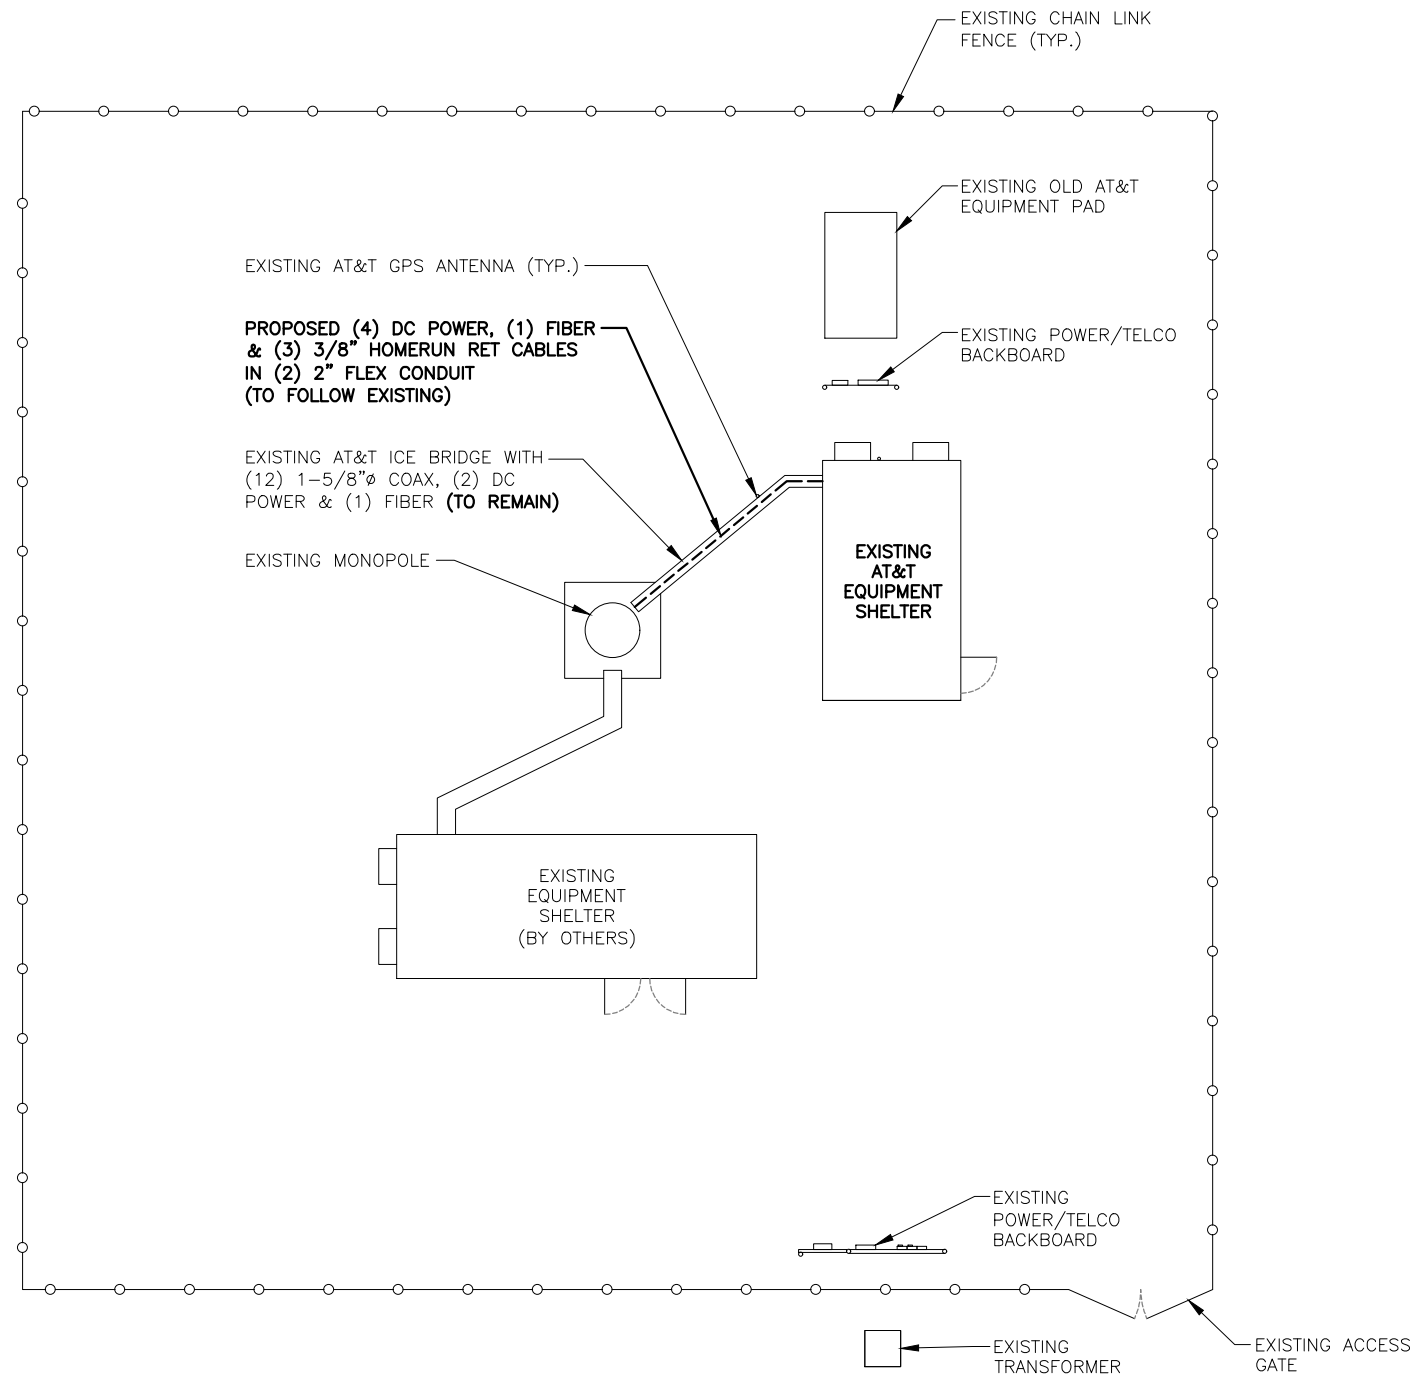 EXISTING CHAIN LINK
FENCE (TYP.)
EXISTING OLD AT&T
EQUIPMENT PAD
EXISTING AT&T GPS ANTENNA (TYP.)
PROPOSED (4) DC POWER, (1) FIBER
& (3) 3/8" HOMERUN RET CABLES
IN (2) 2" FLEX CONDUIT
(TO FOLLOW EXISTING)
EXISTING POWER/TELCO
BACKBOARD
EXISTING AT&T ICE BRIDGE WITH
(12) 1-5/8"ø COAX, (2) DC
POWER & (1) FIBER (TO REMAIN)
EXISTING MONOPOLE
EXISTING
AT&T
EQUIPMENT
SHELTER
EXISTING
EQUIPMENT
SHELTER
(BY OTHERS)
EXISTING
POWER/TELCO
BACKBOARD
EXISTING
TRANSFORMER
EXISTING ACCESS
GATE